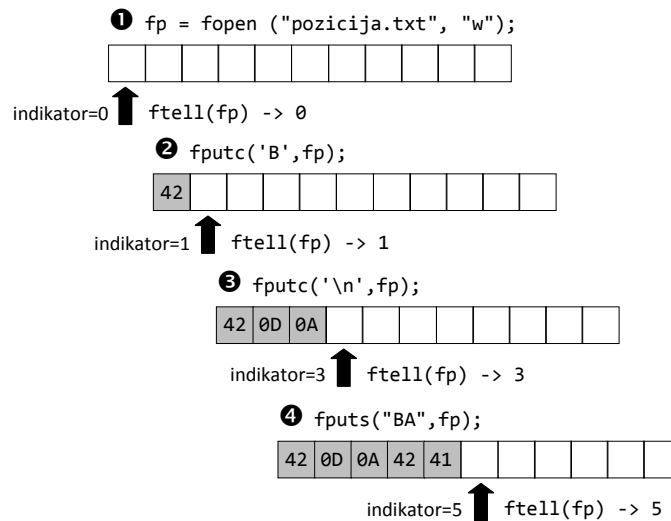 ❶ fp = fopen ("pozicija.txt", "w");
indikator=0 ftell(fp) -> 0
❷ fputc('B',fp);
42
indikator=1 ftell(fp) -> 1
❸ fputc('\n',fp);
42 0D 0A
indikator=3 ftell(fp) -> 3
❹ fputs("BA",fp);
42 0D 0A 42 41
indikator=5 ftell(fp) -> 5